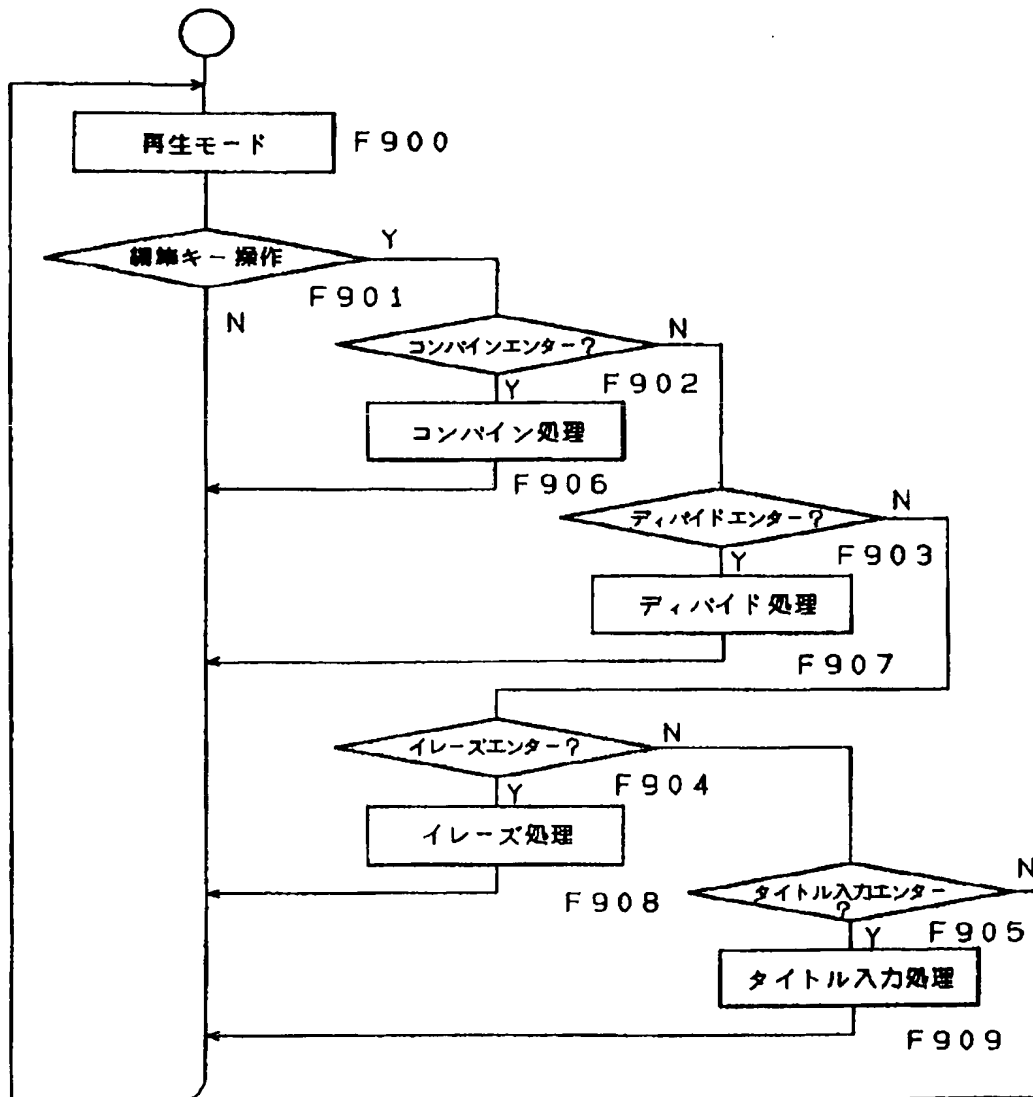 再生モード F900
編集キー操作 Y
F901
N
コンバインエンター? N
F902
Y
コンバイン処理
F906
ディバイドエンター? N
F903
Y
ディバイド処理
F907
イレーズエンター? N
F904
Y
イレーズ処理
F908
N
タイトル入力エンター
?
F905
Y
タイトル入力処理
F909